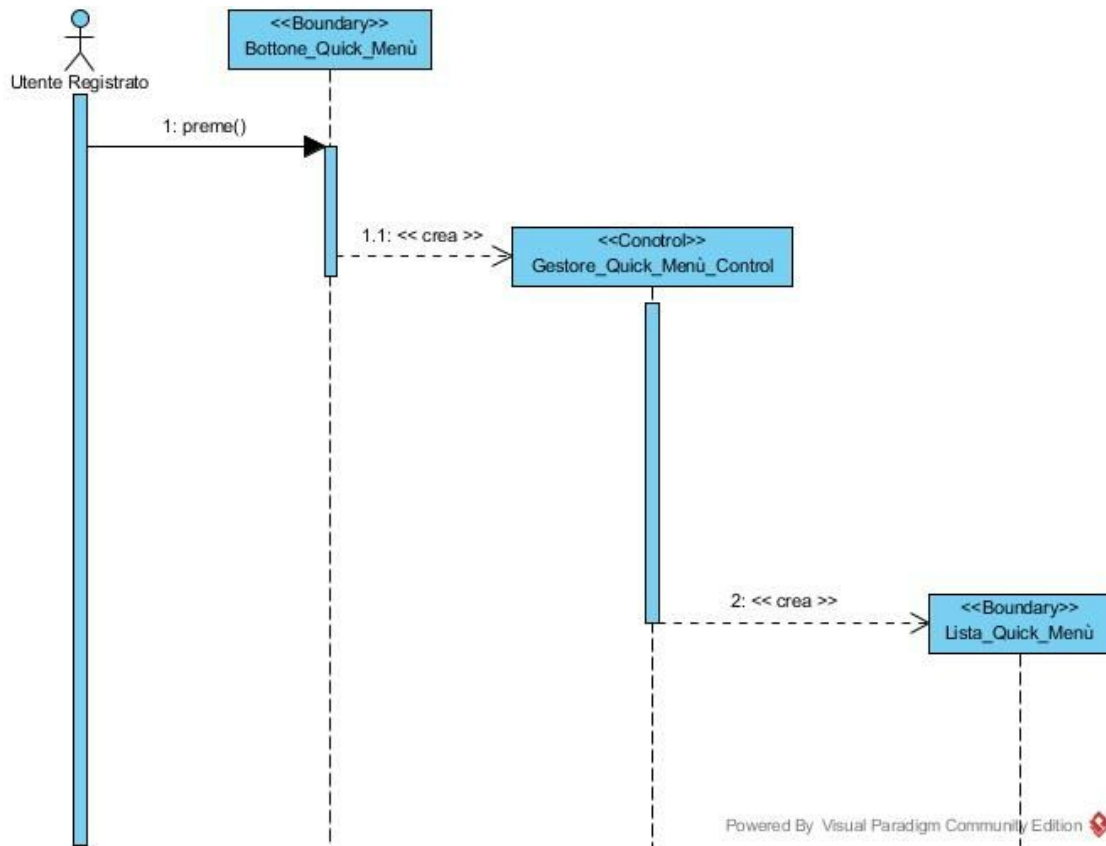 <<Boundary>>
Bottone_Quick_Menù
Utente Registrato
1: preme()
1.1: << crea >>
<<Conotrol>>
Gestore_Quick_Menù_Control
2: << crea >>
<<Boundary>>
Lista_Quick_Menù
Powered By Visual Paradigm Community Edition